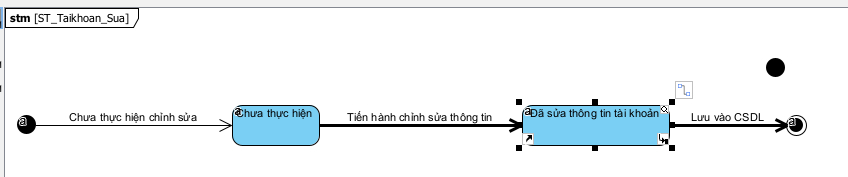 stm [ST_Taikhoan_Sua]
Chưa thực hiện chỉnh sửa
a
Chưa thực hiện
Tiến hành chỉnh sửa thông tin
a
Đã sửa thông tin tài khoản
Lưu vào CSDL
a
a